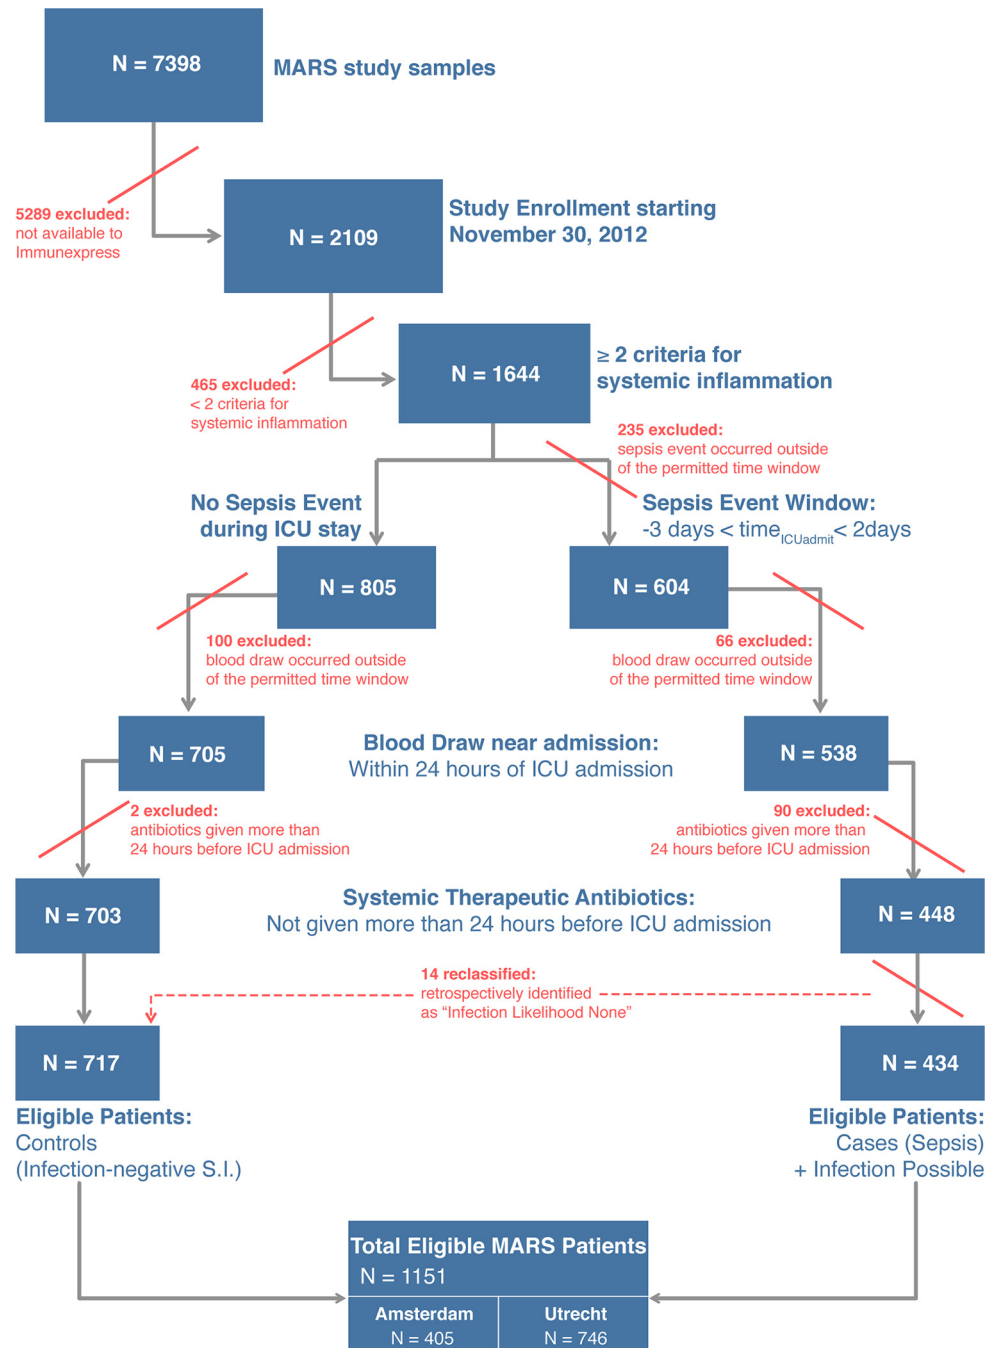 N = 7398
MARS study samples
5289 excluded:
not available to
Immunexpress
N = 2109
Study Enrollment starting
November 30, 2012
465 excluded:
< 2 criteria for
systemic inflammation
N = 1644
≥ 2 criteria for
systemic inflammation
235 excluded:
sepsis event occurred outside
of the permitted time window
No Sepsis Event
during ICU stay
Sepsis Event Window:
-3 days < time ICUadmit < 2days
N = 805
N = 604
100 excluded:
blood draw occurred outside
of the permitted time window
66 excluded:
blood draw occurred outside
of the permitted time window
N = 705
Blood Draw near admission:
Within 24 hours of ICU admission
N = 538
2 excluded:
antibiotics given more than
24 hours before ICU admission
90 excluded:
antibiotics given more than
24 hours before ICU admission
N = 703
Systemic Therapeutic Antibiotics:
Not given more than 24 hours before ICU admission
N = 448
14 reclassified:
retrospectively identified
as “Infection Likelihood None”
N = 717
N = 434
Eligible Patients:
Controls
(Infection-negative S.I.)
Eligible Patients:
Cases (Sepsis)
+ Infection Possible
Total Eligible MARS Patients
N = 1151
Amsterdam
N = 405
Utrecht
N = 746